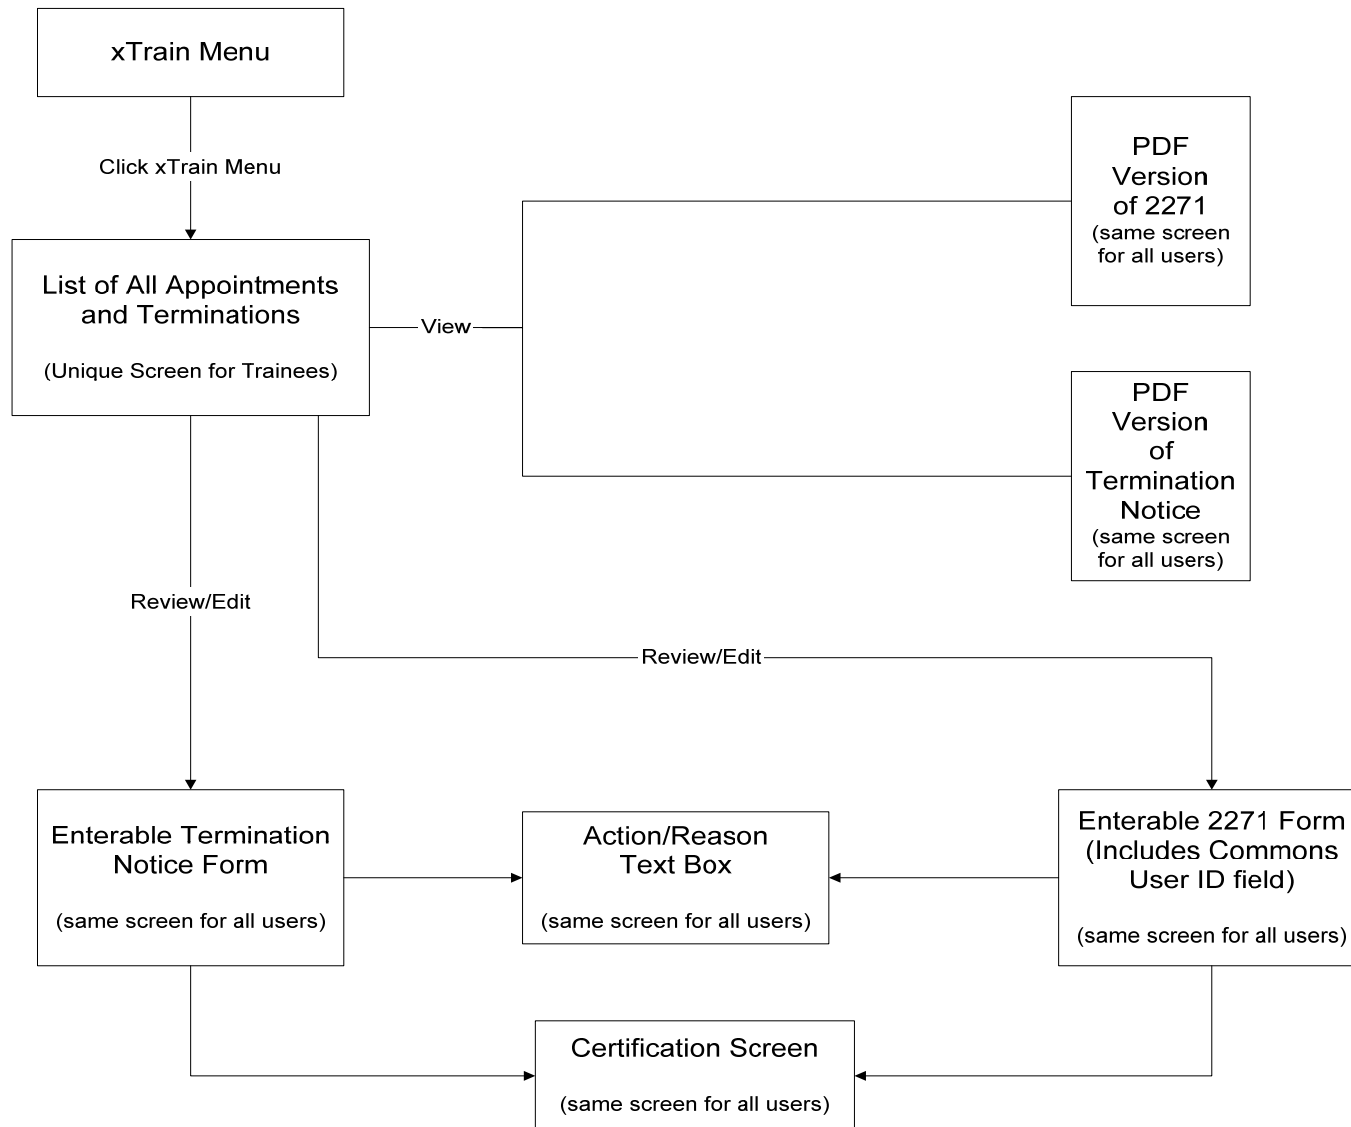 xTrain Menu
Click xTrain Menu
List of All Appointments
and Terminations
(Unique Screen for Trainees)
View
PDF
Version
of 2271
(same screen
for all users)
PDF
Version
of
Termination
Notice
(same screen
for all users)
Review/Edit
Review/Edit
Enterable Termination
Notice Form
(same screen for all users)
Action/Reason
Text Box
(same screen for all users)
Enterable 2271 Form
(Includes Commons
User ID field)
(same screen for all users)
Certification Screen
(same screen for all users)